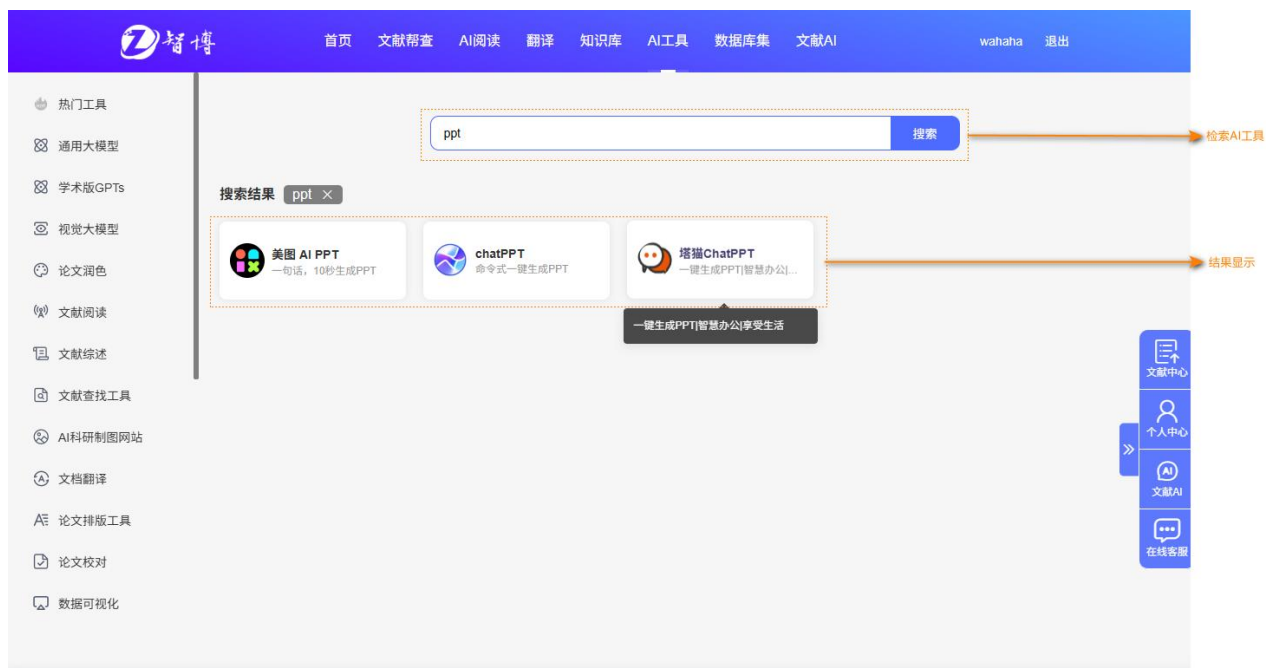 智博
首页 文献帮查 AI阅读 翻译 知识库 AI工具 数据库集 文献AI wahaha 退出
热门工具
通用大模型
学术版GPTs
视觉大模型
论文润色
文献阅读
文献综述
文献查找工具
AI科研制图网站
文档翻译
论文排版工具
论文校对
数据可视化
ppt 搜索
检索AI工具
搜索结果 ppt ×
美图 AI PPT
一句话，10秒生成PPT
chatPPT
命令式一键生成PPT
塔猫ChatPPT
一键生成PPT|智慧办公|...
一键生成PPT|智慧办公|享受生活
结果显示
文献中心
个人中心
AI
文献AI
在线客服